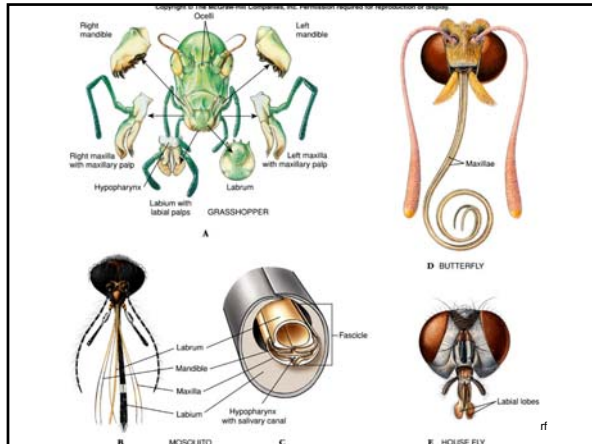 Copyright © The McGraw-Hill Companies, Inc. Permission required for reproduction or display.
Ocelli
Right
mandible
Left
mandible
Right maxilla
with maxillary palp
Left maxilla
with maxillary palp
Hypopharynx
Labrum
Labium with
labial palps
GRASSHOPPER
A
Maxillae
D BUTTERFLY
Labrum
Mandible
Maxilla
Labium
Fascicle
Hypopharynx
with salivary canal
B MOSQUITO C
Labial lobes
E HOUSE FLY
rf